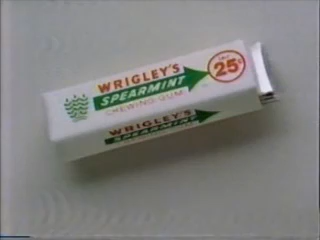 WRIGLEY'S
SPEARMINT
CHEWING GUM
25¢
WRIGLEY'S
SPEARMINT